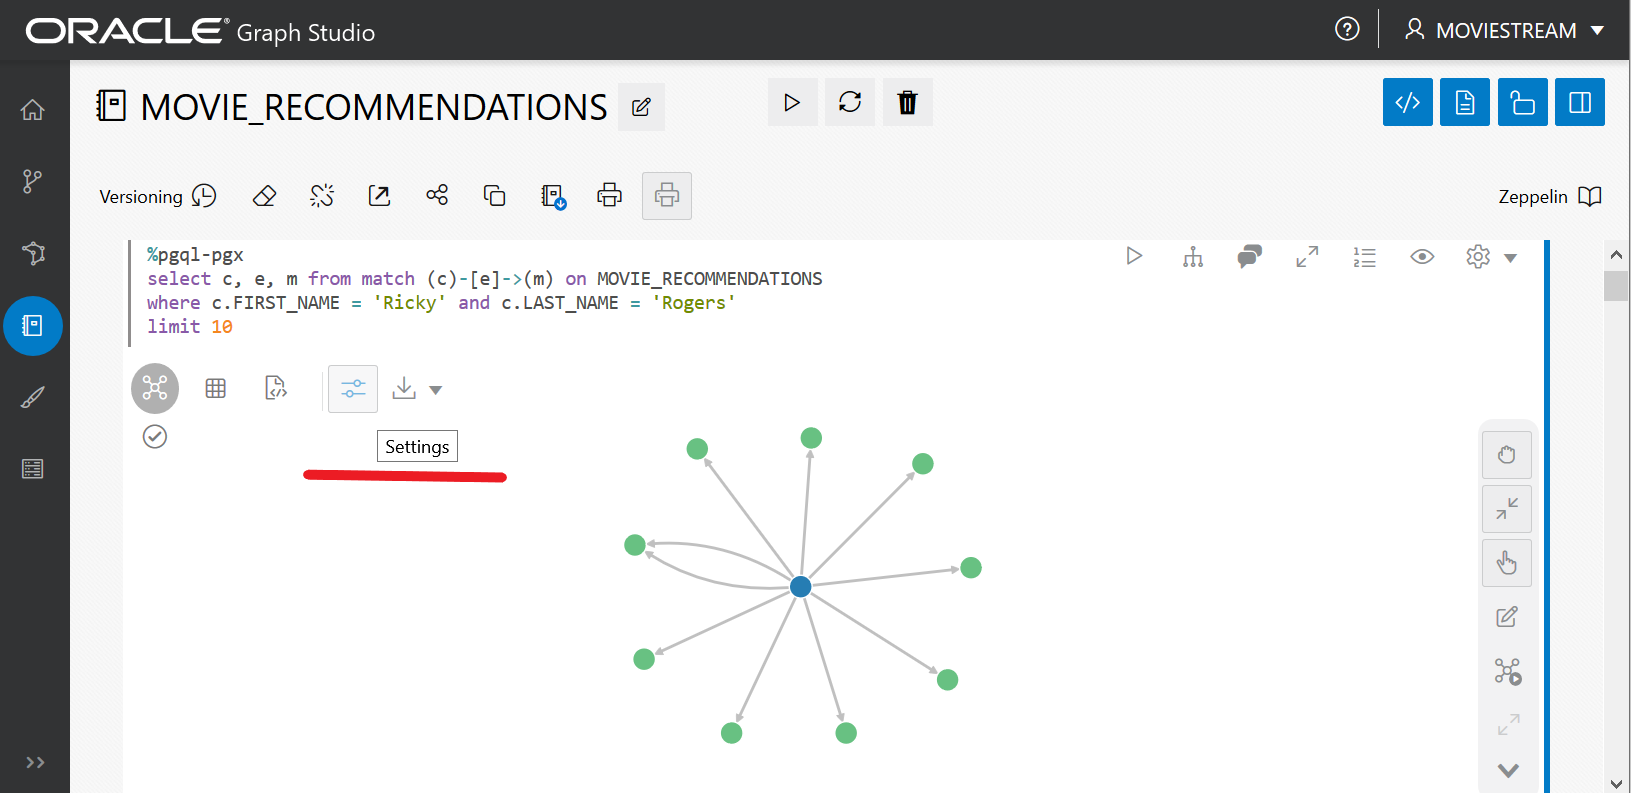 ORACLE® Graph Studio
MOVIESTREAM
MOVIE_RECOMMENDATIONS
Versioning
Zeppelin
%pgql-pgx
select c, e, m from match (c)-[e]->(m) on MOVIE_RECOMMENDATIONS
where c.FIRST_NAME = 'Ricky' and c.LAST_NAME = 'Rogers'
limit 10
Settings